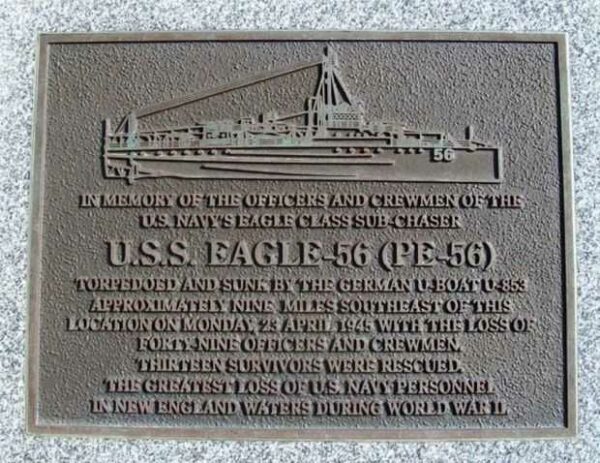 56
IN MEMORY OF THE OFFICERS AND CREWMEN OF THE
U.S. NAVY'S EAGLE CLASS SUB-CHASER
U.S.S. EAGLE-56 (PE-56)
TORPEDOED AND SUNK BY THE GERMAN U-BOAT U-853
APPROXIMATELY NINE MILES SOUTHEAST OF THIS
LOCATION ON MONDAY, 23 APRIL 1945 WITH THE LOSS OF
FORTY-NINE OFFICERS AND CREWMEN.
THIRTEEN SURVIVORS WERE RESCUED.
THE GREATEST LOSS OF U.S. NAVY PERSONNEL
IN NEW ENGLAND WATERS DURING WORLD WAR II.